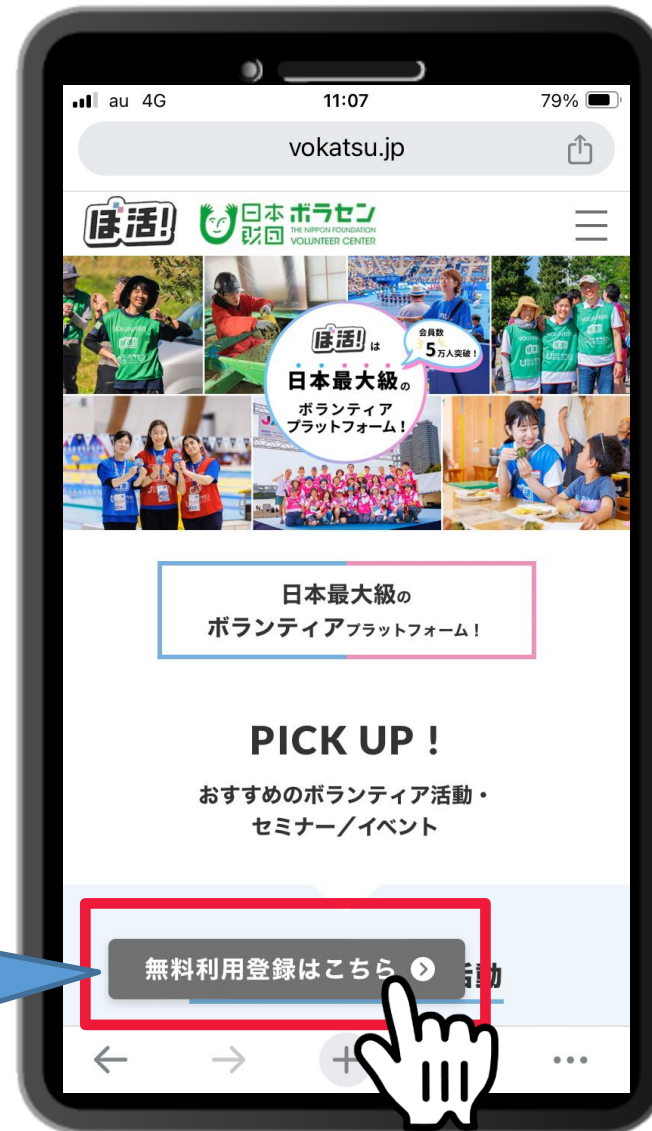 au 4G 11:07 79%
vokatsu.jp
ぼ活! 日本財団 ボラセン
THE NIPPON FOUNDATION
VOLUNTEER CENTER
ぼ活!は
会員数
5万人突破!
日本最大級の
ボランティア
プラットフォーム!
日本最大級の
ボランティアプラットフォーム!
PICK UP!
おすすめのボランティア活動・
セミナー/イベント
無料利用登録はこちら
活動